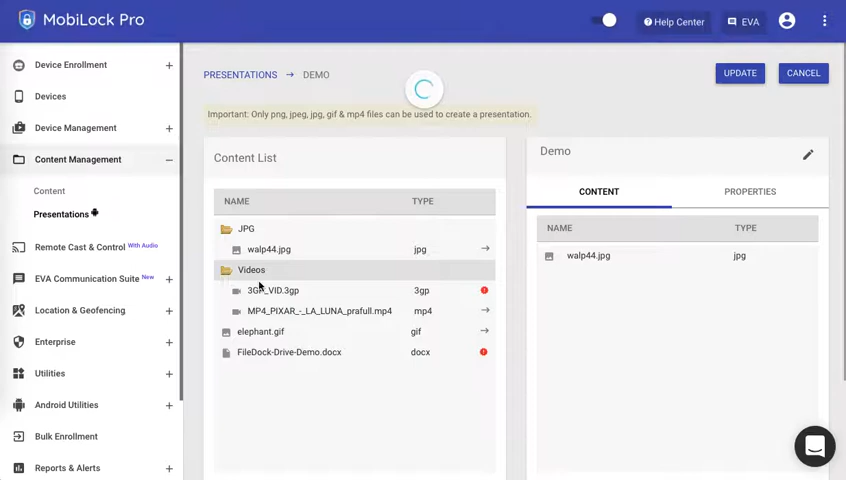 MobiLock Pro
Help Center
EVA
Device Enrollment
Devices
Device Management
Content Management
Content
Presentations
Remote Cast & Control With Audio
EVA Communication Suite New
Location & Geofencing
Enterprise
Utilities
Android Utilities
Bulk Enrollment
Reports & Alerts
PRESENTATIONS → DEMO
UPDATE
CANCEL
Important: Only png, jpeg, jpg, gif & mp4 files can be used to create a presentation.
Content List
NAME TYPE
JPG
walp44.jpg jpg
Videos
3GP_VID.3gp 3gp
MP4_PIXAR_-_LA_LUNA_prafull.mp4 mp4
elephant.gif gif
FileDock-Drive-Demo.docx docx
Demo
CONTENT PROPERTIES
NAME TYPE
walp44.jpg jpg